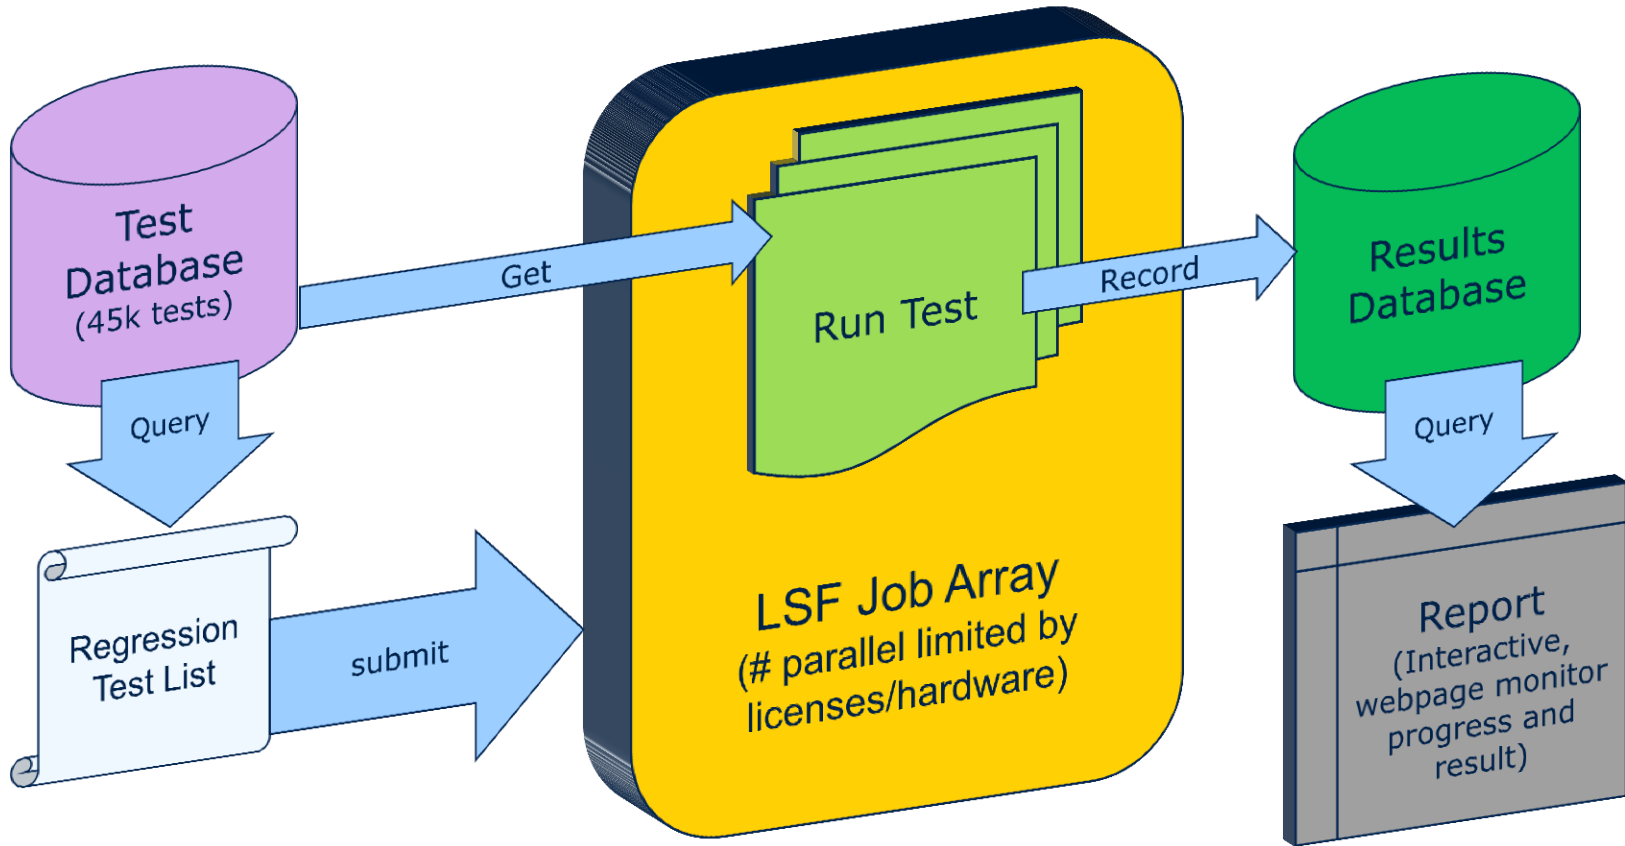 Test
Database
(45k tests)
Query
Regression
Test List
Get
submit
Run Test
LSF Job Array
(# parallel limited by
licenses/hardware)
Record
Results
Database
Query
Report
(Interactive,
webpage monitor
progress and
result)